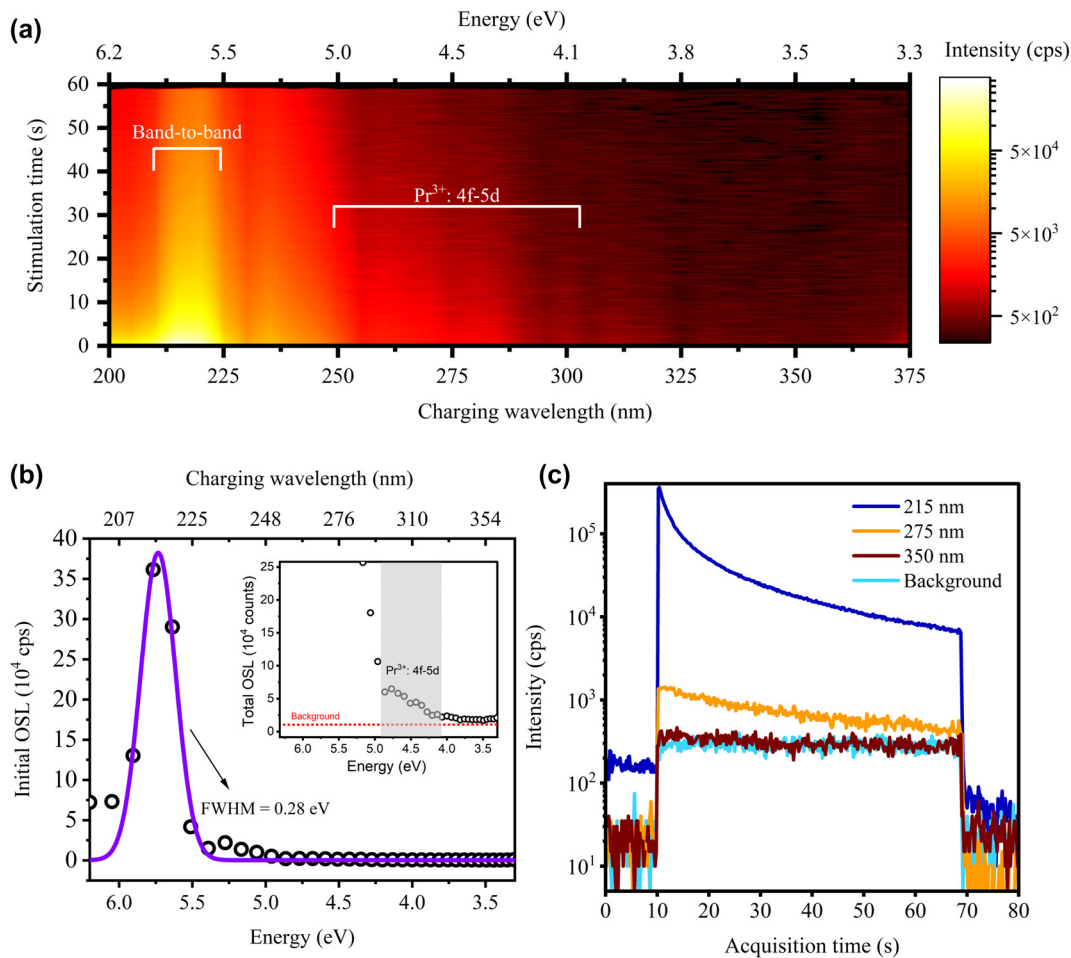 (a)
Energy (eV)
6.2 5.5 5.0 4.5 4.1 3.8 3.5 3.3
Intensity (cps)
60
50
40
30
20
10
0
Stimulation time (s)
Band-to-band
Pr³⁺: 4f-5d
5×10⁴
5×10³
5×10²
200 225 250 275 300 325 350 375
Charging wavelength (nm)
(b)
Charging wavelength (nm)
207 225 248 276 310 354
40
35
30
25
20
15
10
5
0
Initial OSL (10⁴ cps)
FWHM = 0.28 eV
25
20
15
10
5
0
Total OSL (10⁴ counts)
Pr³⁺: 4f-5d
Background
6.0 5.5 5.0 4.5 4.0 3.5
Energy (eV)
6.0 5.5 5.0 4.5 4.0 3.5
Energy (eV)
(c)
215 nm
275 nm
350 nm
Background
10⁵
10⁴
10³
10²
10¹
Intensity (cps)
0 10 20 30 40 50 60 70 80
Acquisition time (s)